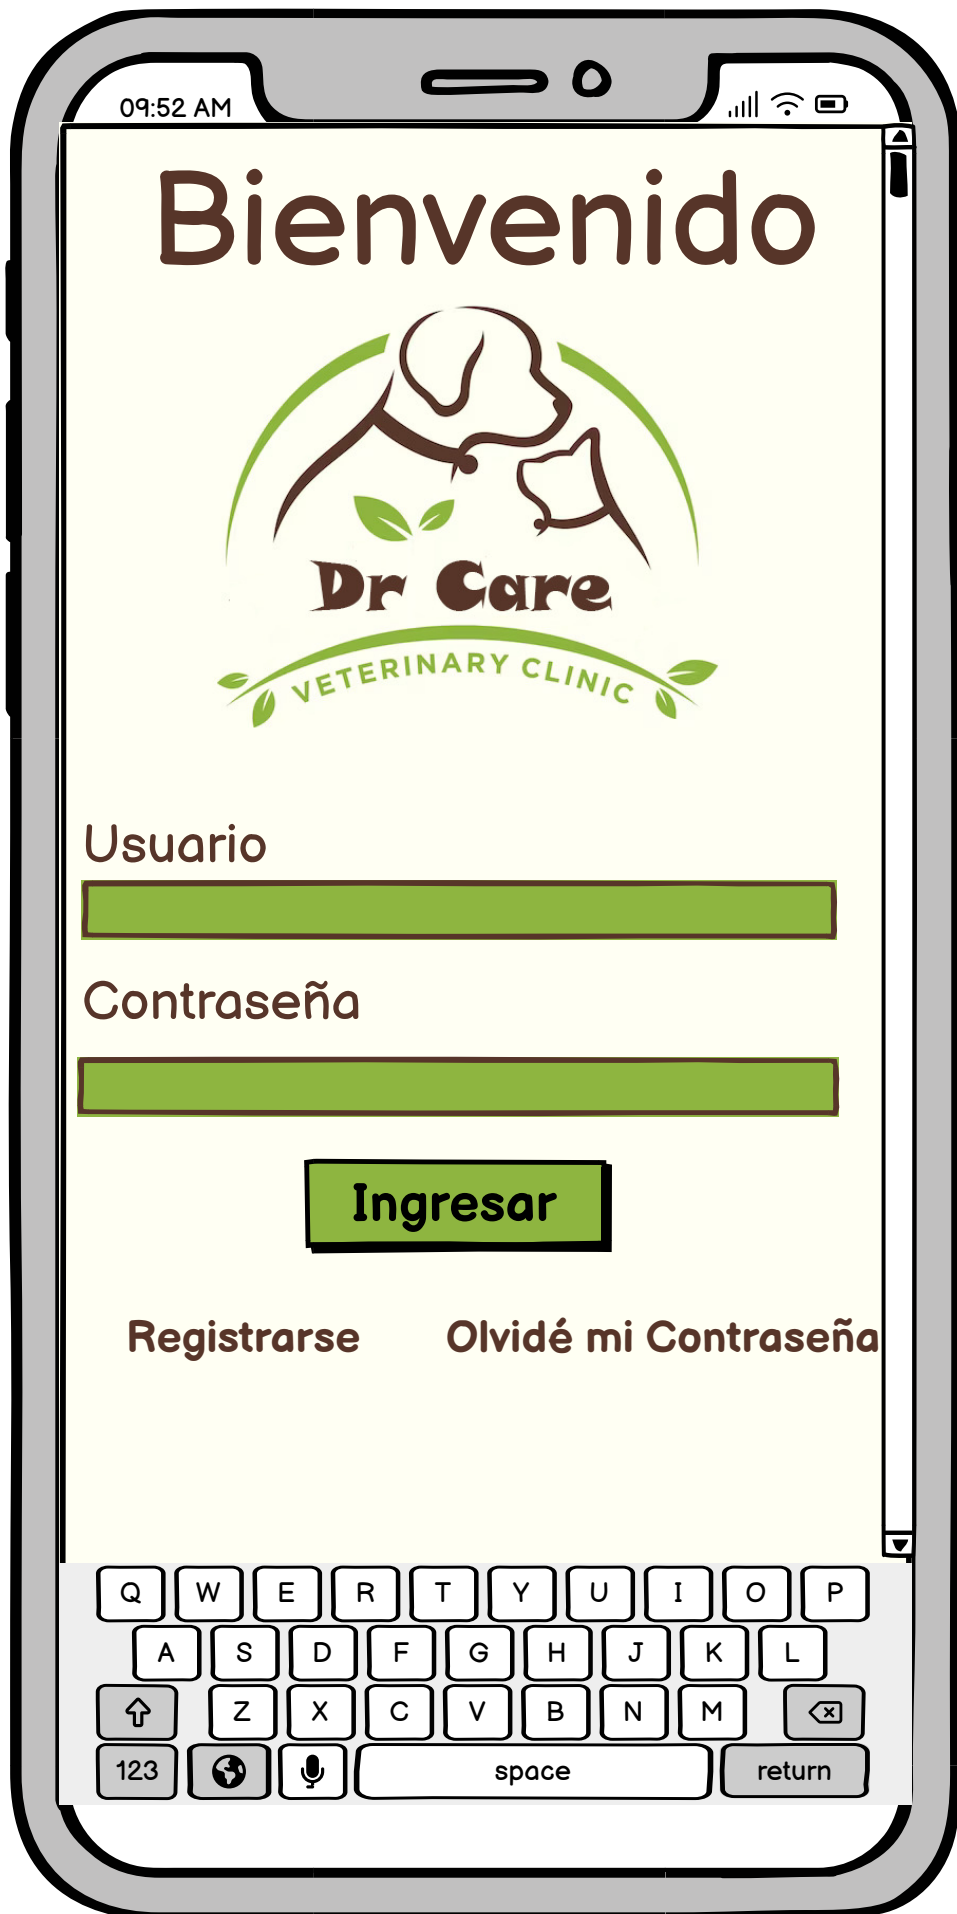 09:52 AM
Bienvenido
Dr Care
VETERINARY CLINIC
Usuario
Contraseña
Ingresar
Registrarse Olvidé mi Contraseña
Q W E R T Y U I O P
A S D F G H J K L
Z X C V B N M
123 space return